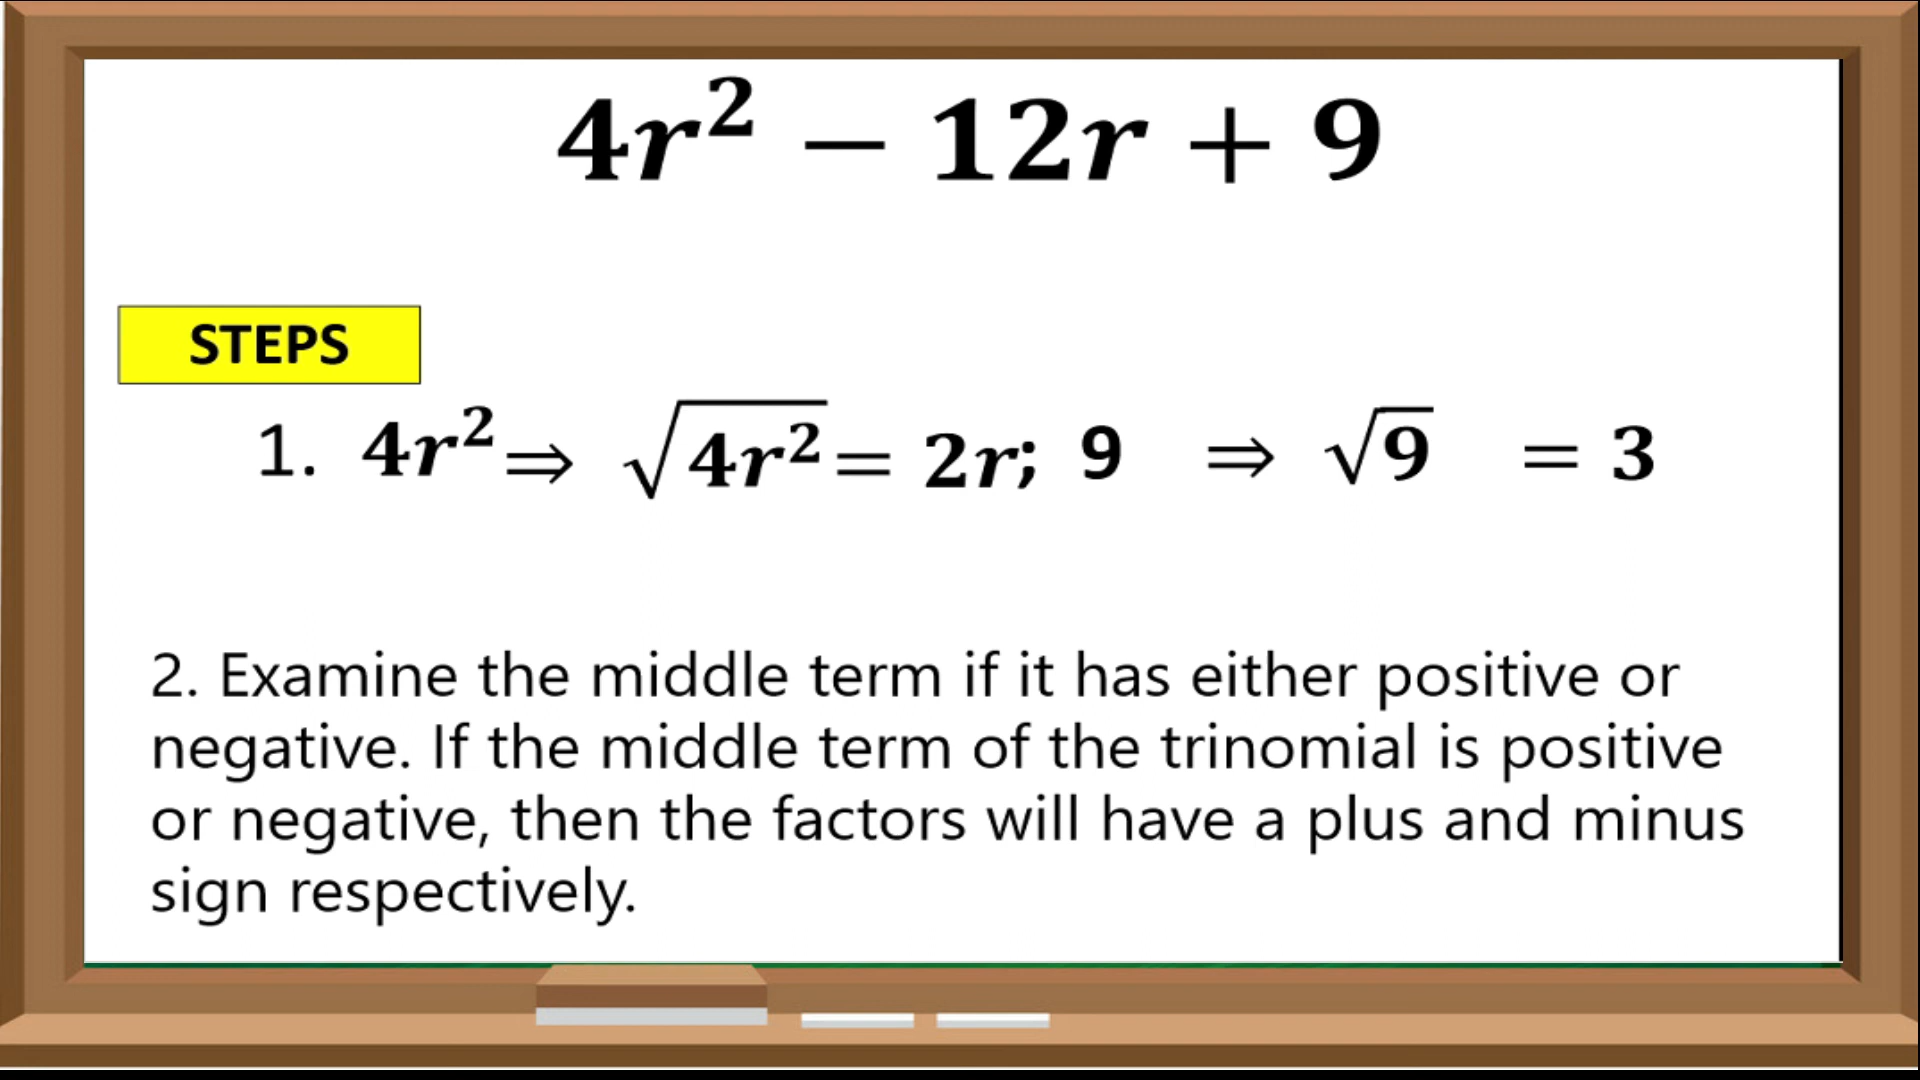 4r² − 12r + 9
STEPS
1. 4r² ⇒ √4r² = 2r; 9 ⇒ √9 = 3
2. Examine the middle term if it has either positive or
negative. If the middle term of the trinomial is positive
or negative, then the factors will have a plus and minus
sign respectively.